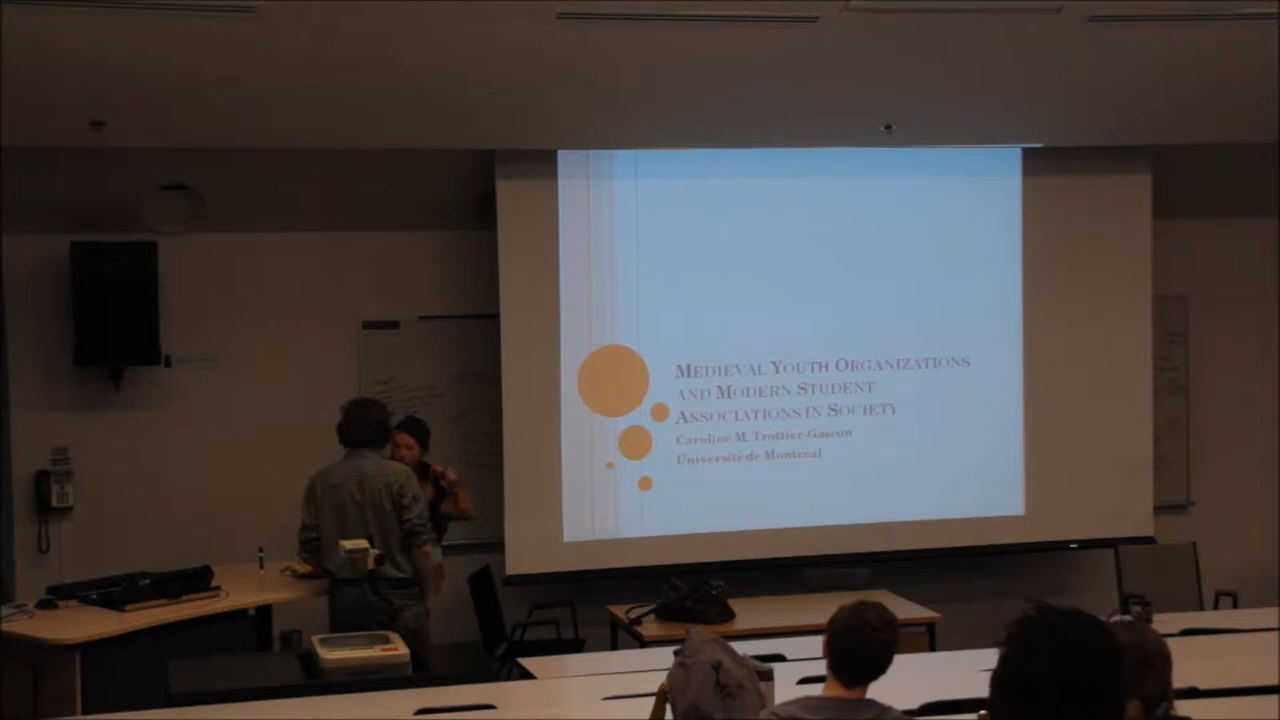 MEDIEVAL YOUTH ORGANIZATIONS
AND MODERN STUDENT
ASSOCIATIONS IN SOCIETY
Caroline M. Trottier-Gascon
Université de Montréal